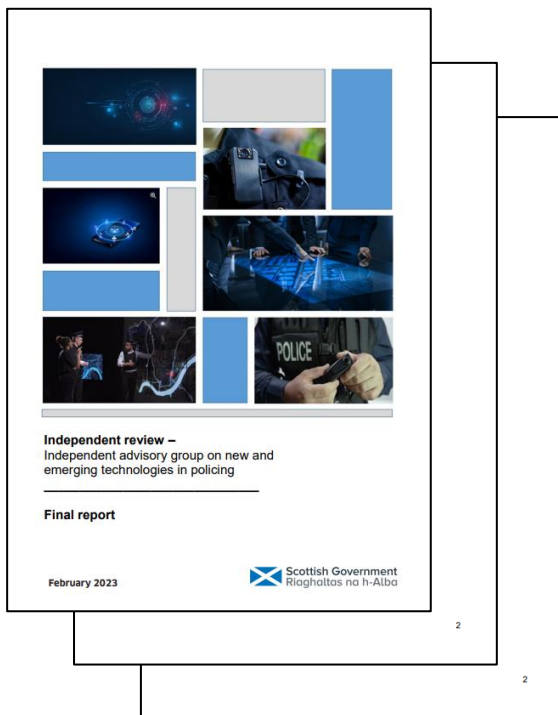 POLICE
Independent review –
Independent advisory group on new and
emerging technologies in policing
Final report
February 2023
Scottish Government
Riaghaltas na h-Alba
2
2